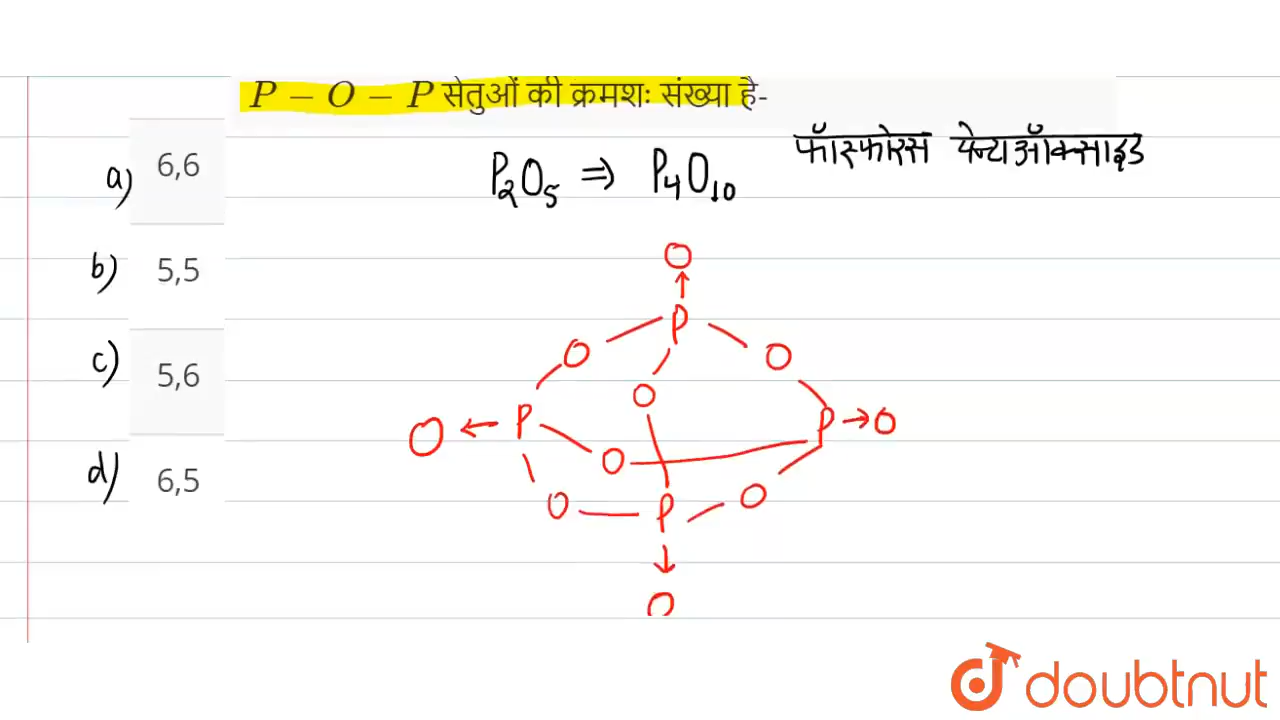 P – O – P सेतुओं की क्रमशः संख्या है-
फॉस्फोरस पेन्टाऑक्साइड
a) 6,6
P₂O₅ ⇒ P₄O₁₀
b) 5,5
c) 5,6
d) 6,5
O
↑
P
O O
O
O ← P P → O
O
O P O
↓
O
doubtnut